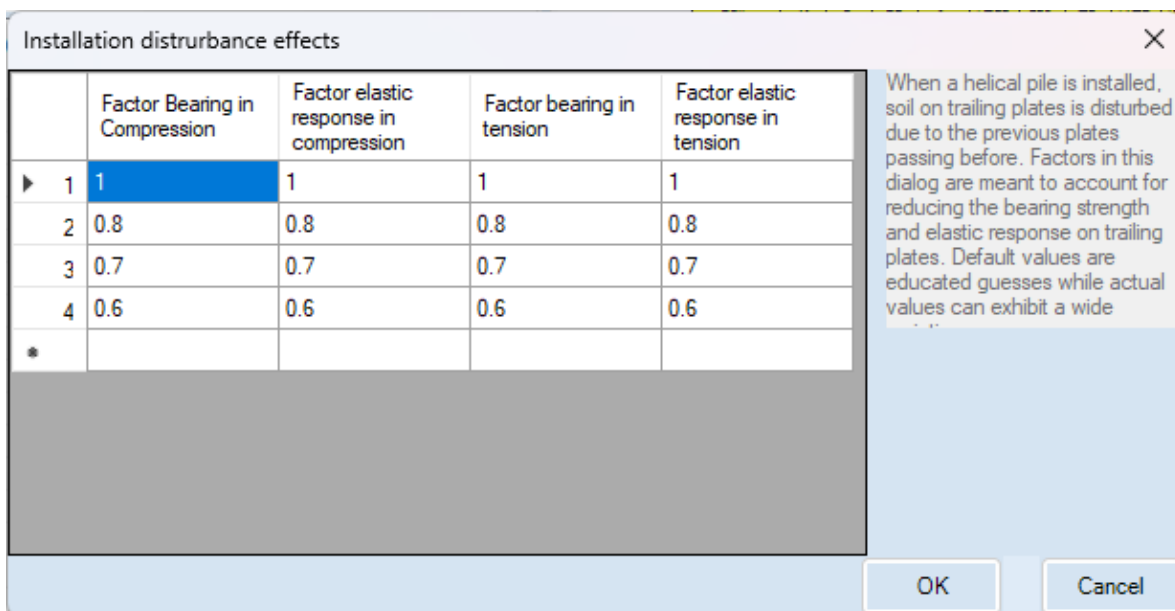 Installation distrurbance effects
Factor Bearing in
Compression
Factor elastic
response in
compression
Factor bearing in
tension
Factor elastic
response in
tension
1 1 1 1 1
2 0.8 0.8 0.8 0.8
3 0.7 0.7 0.7 0.7
4 0.6 0.6 0.6 0.6
When a helical pile is installed,
soil on trailing plates is disturbed
due to the previous plates
passing before. Factors in this
dialog are meant to account for
reducing the bearing strength
and elastic response on trailing
plates. Default values are
educated guesses while actual
values can exhibit a wide
OK
Cancel